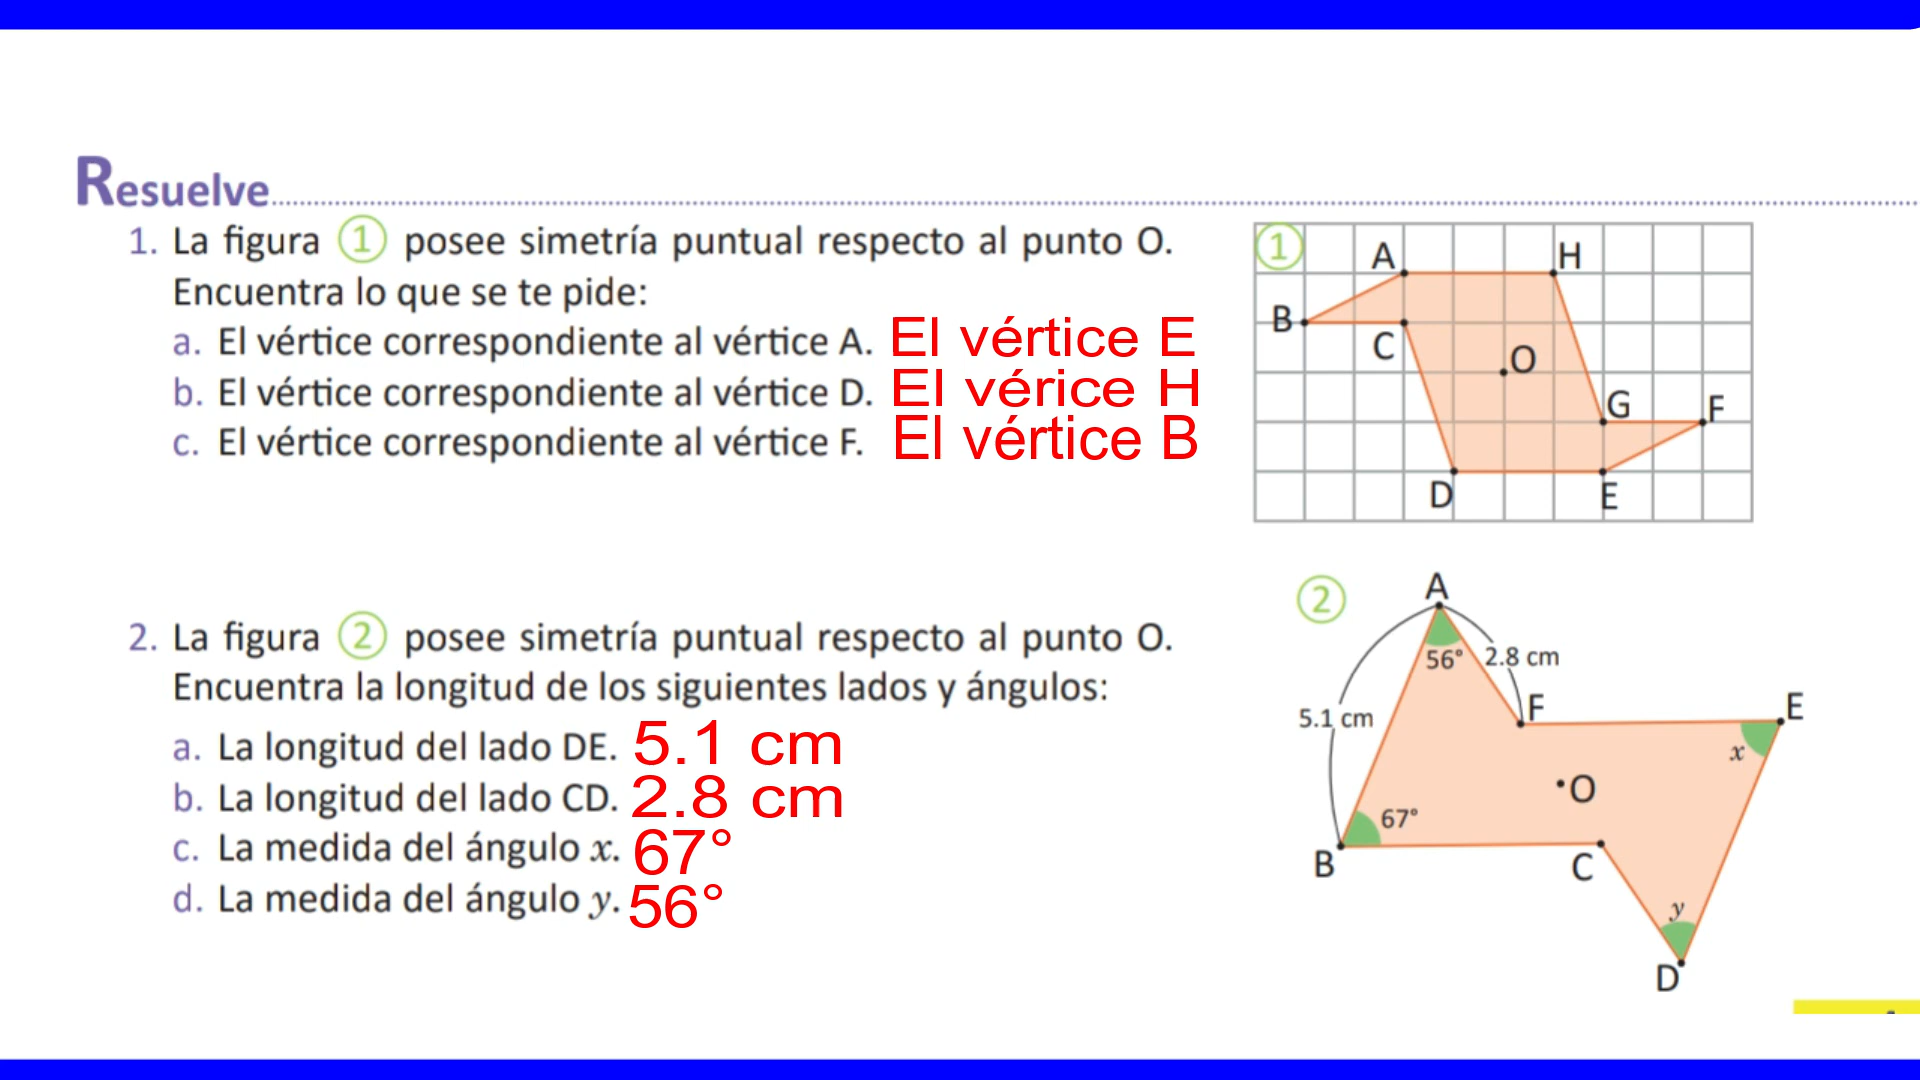 Resuelve
1. La figura ① posee simetría puntual respecto al punto O.
Encuentra lo que se te pide:
a. El vértice correspondiente al vértice A. El vértice E
b. El vértice correspondiente al vértice D. El vérice H
c. El vértice correspondiente al vértice F. El vértice B
①
A
H
B
C
O
G
F
D
E
2. La figura ② posee simetría puntual respecto al punto O.
Encuentra la longitud de los siguientes lados y ángulos:
a. La longitud del lado DE. 5.1 cm
b. La longitud del lado CD. 2.8 cm
c. La medida del ángulo x. 67°
d. La medida del ángulo y. 56°
②
A
56°
2.8 cm
5.1 cm
F
E
x
O
67°
B
C
y
D